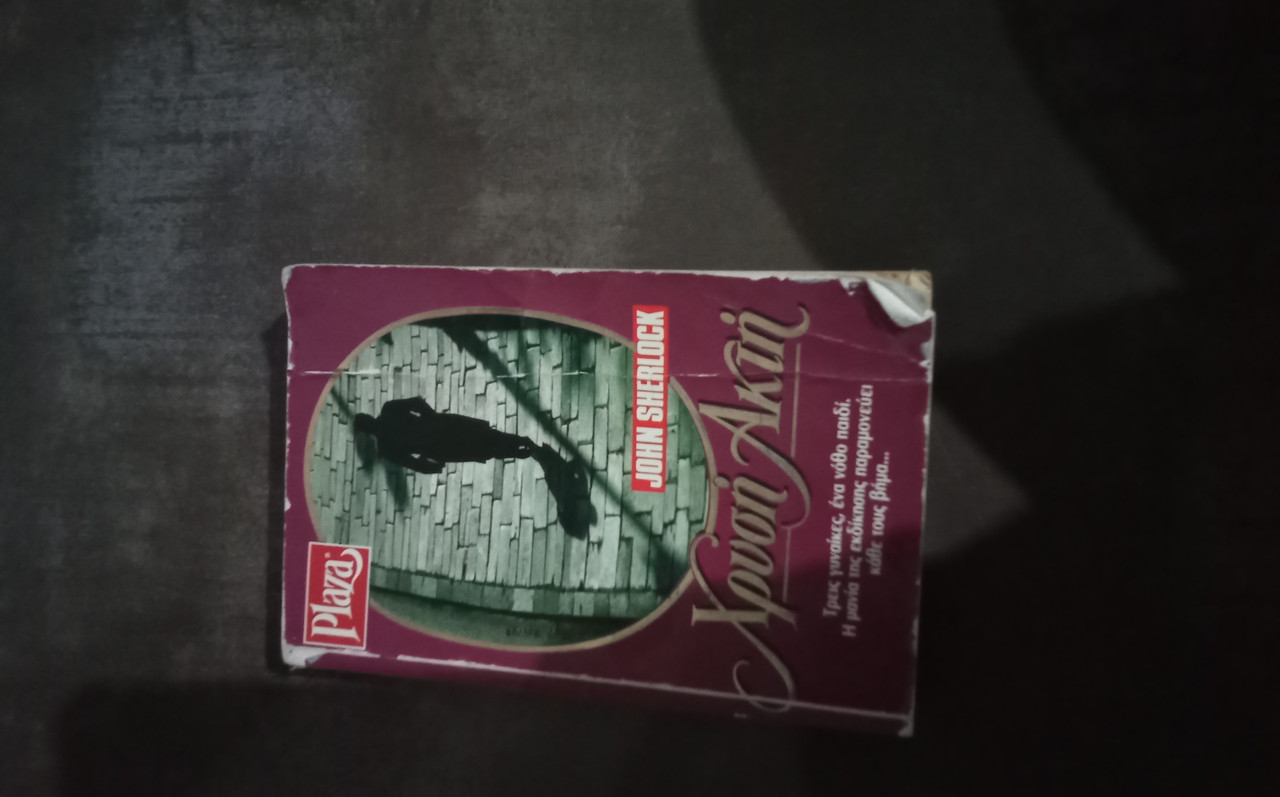 Plaza
JOHN SHERLOCK
Χρυσή Ακτή
Τρεις γυναίκες, ένα νόθο παιδί.
Η μανία της εκδίκησης παραμονεύει
κάθε τους βήμα...